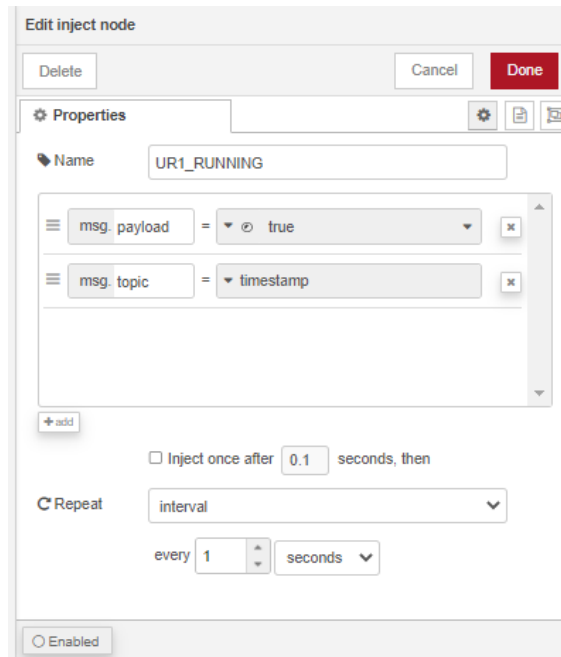 Edit inject node
Delete Cancel Done
Properties
Name UR1_RUNNING
msg. payload = true
msg. topic = timestamp
add
Inject once after 0.1 seconds, then
Repeat interval
every 1 seconds
Enabled